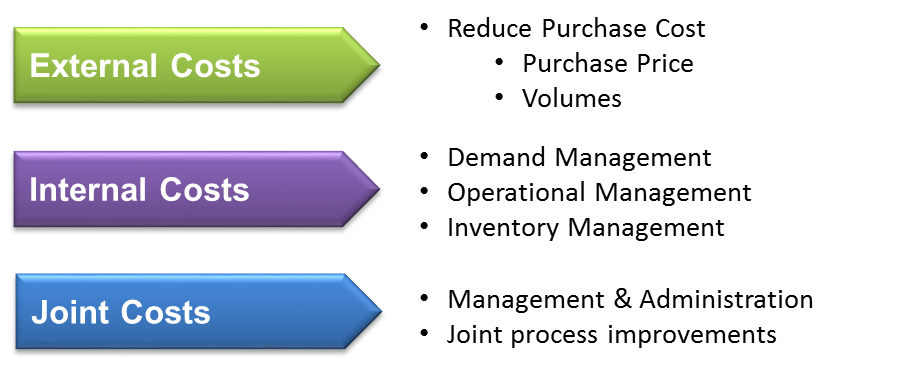 External Costs
• Reduce Purchase Cost
• Purchase Price
• Volumes
Internal Costs
• Demand Management
• Operational Management
• Inventory Management
Joint Costs
• Management & Administration
• Joint process improvements